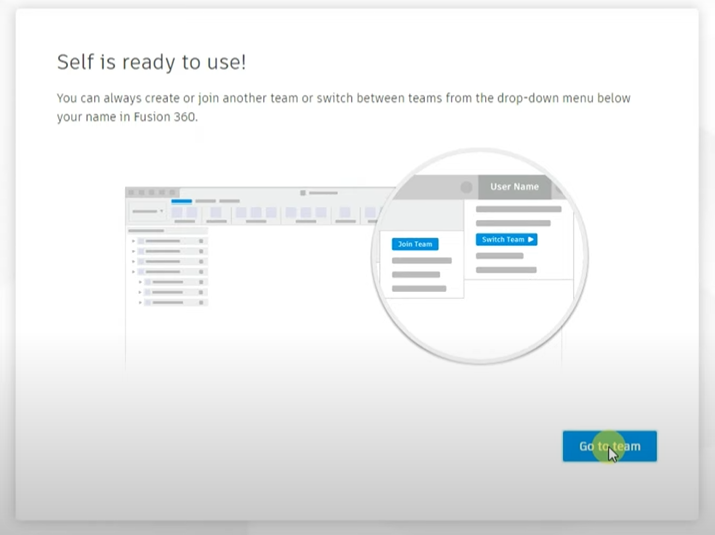 Self is ready to use!
You can always create or join another team or switch between teams from the drop-down menu below
your name in Fusion 360.
User Name
Join Team
Switch Team
Go to team